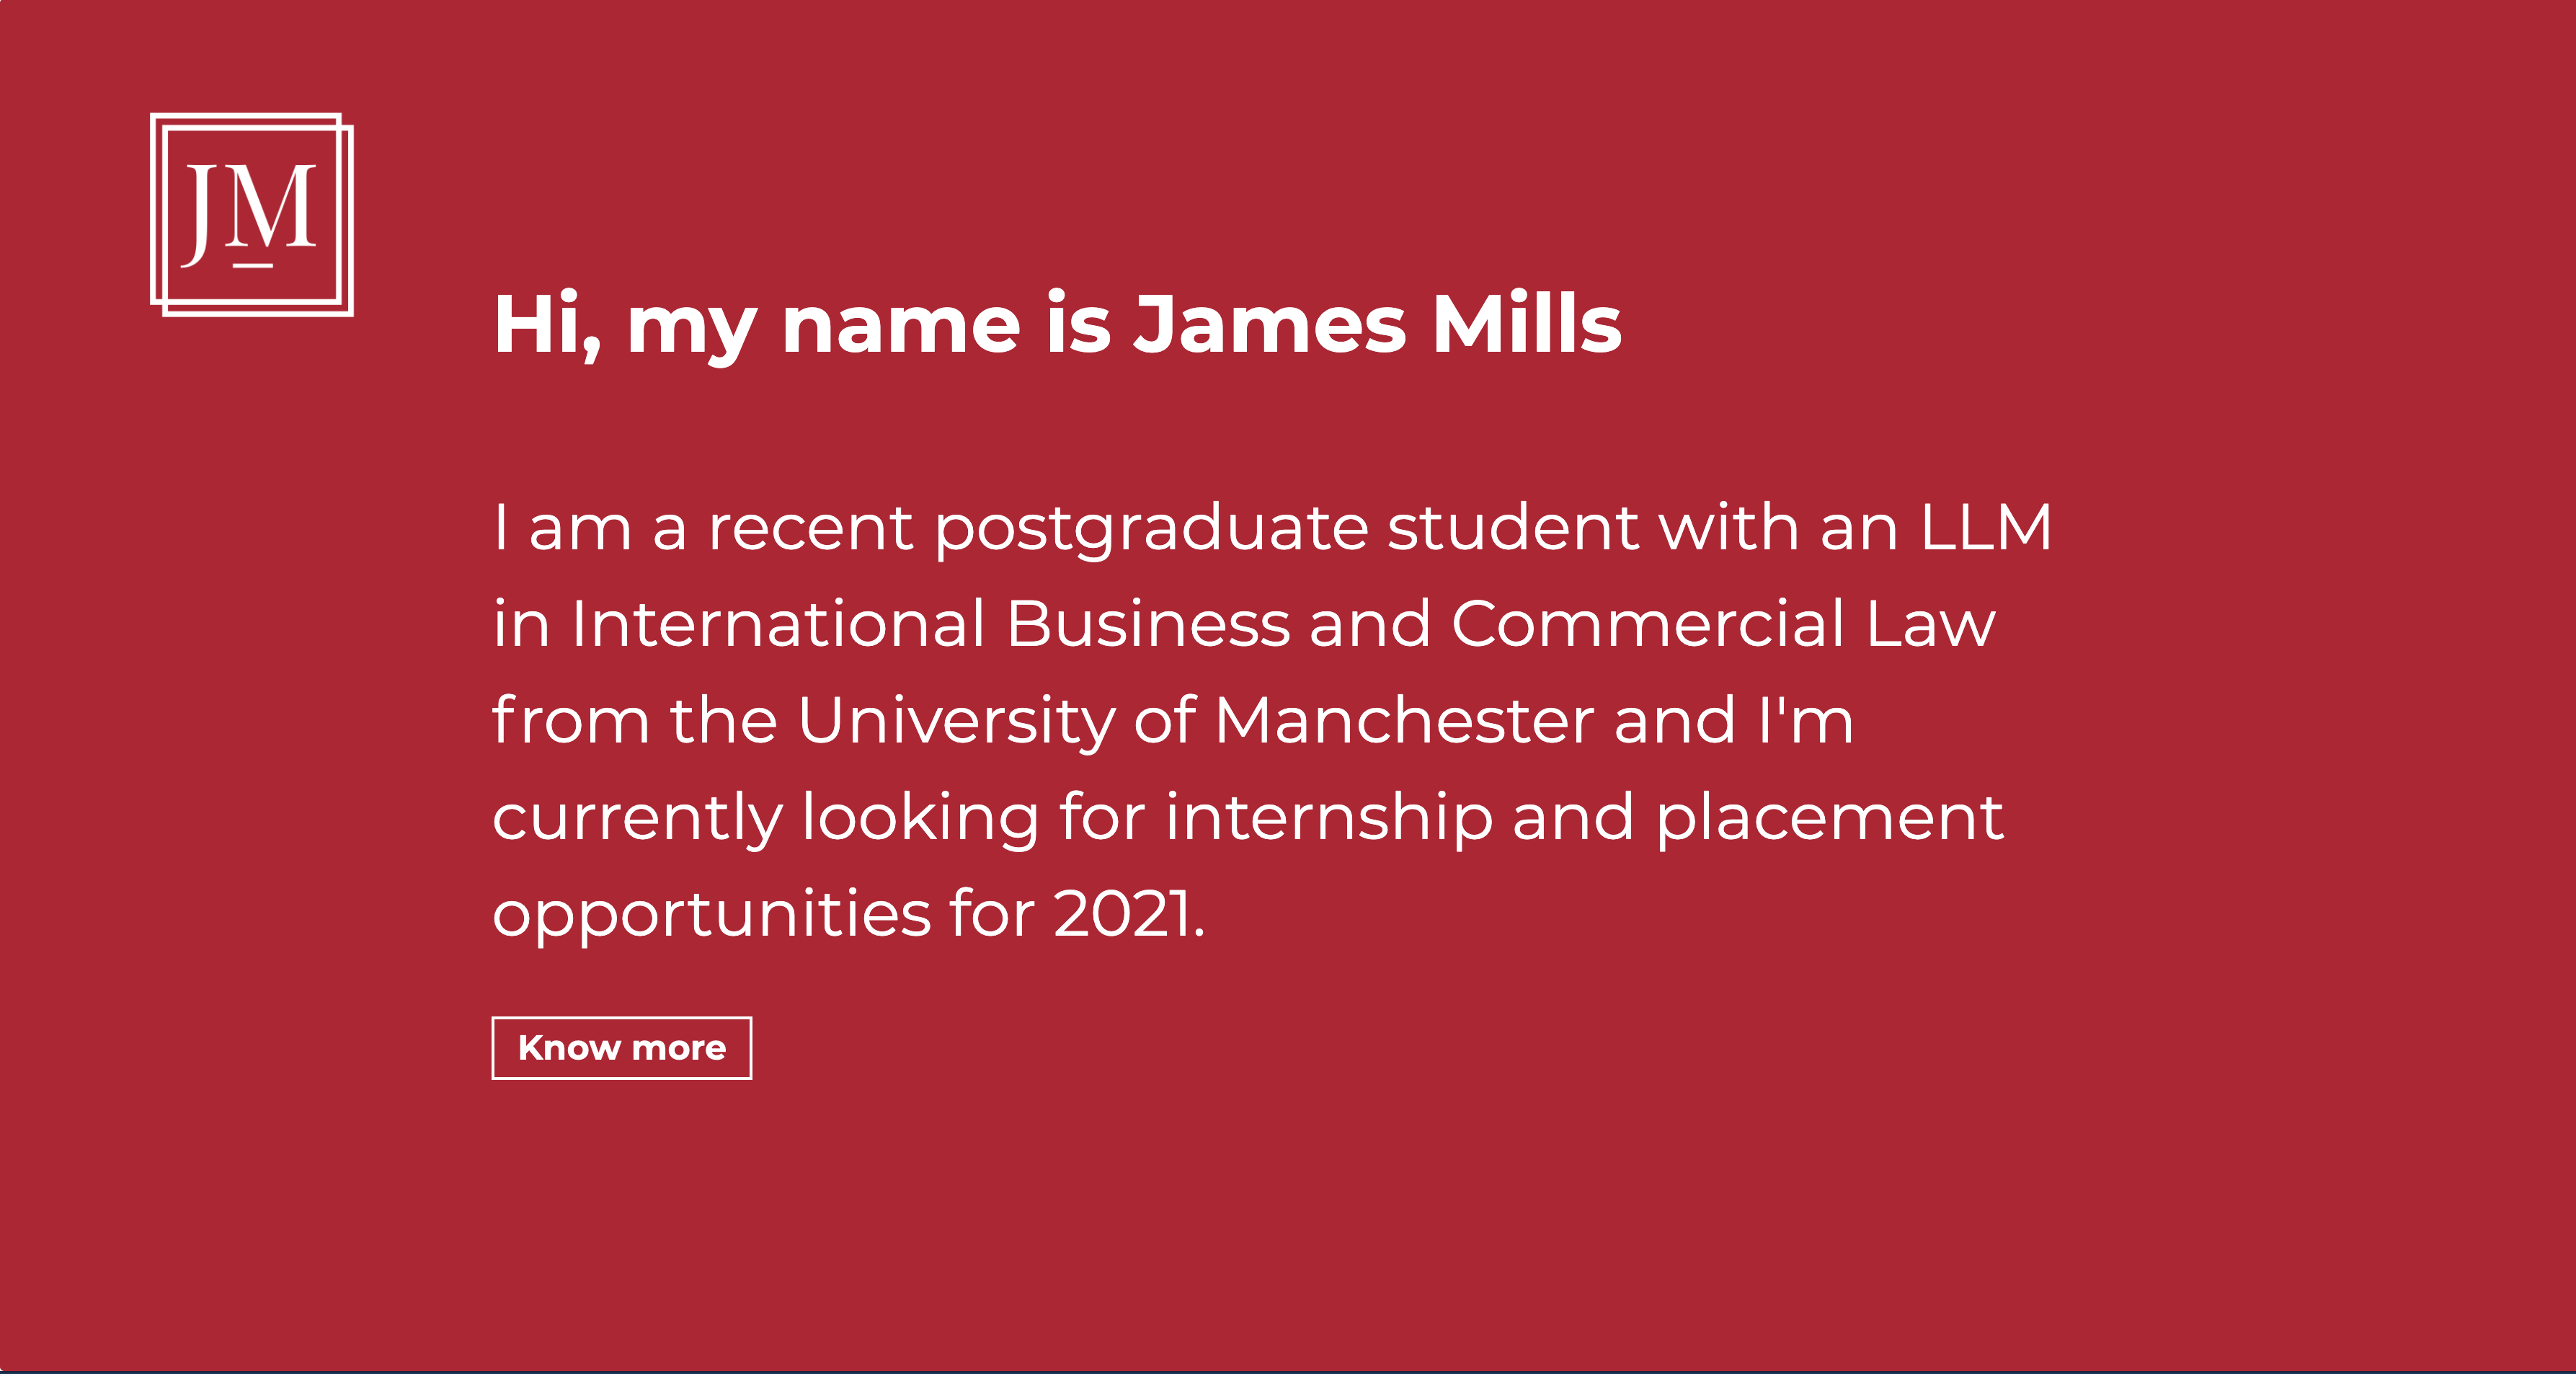 JM
Hi, my name is James Mills
I am a recent postgraduate student with an LLM
in International Business and Commercial Law
from the University of Manchester and I'm
currently looking for internship and placement
opportunities for 2021.
Know more